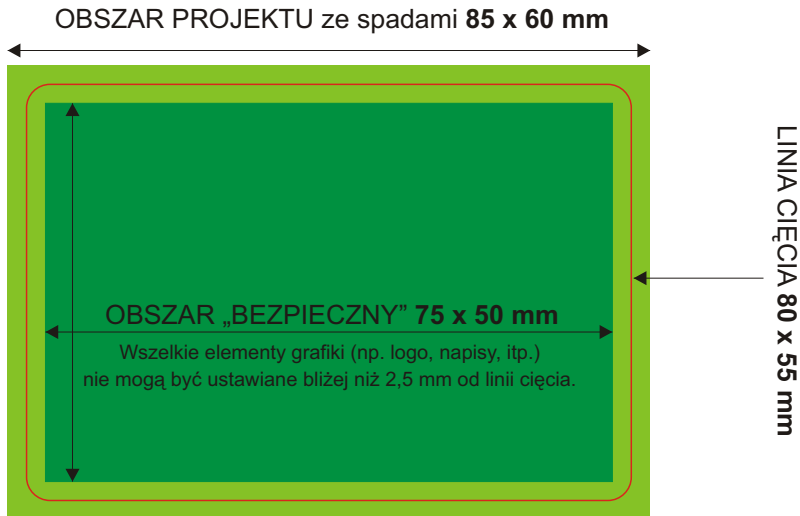 OBSZAR PROJEKTU ze spadami 85 x 60 mm
LINIA CIĘCIA 80 x 55 mm
OBSZAR „BEZPIECZNY” 75 x 50 mm
Wszelkie elementy grafiki (np. logo, napisy, itp.)
nie mogą być ustawiane bliżej niż 2,5 mm od linii cięcia.